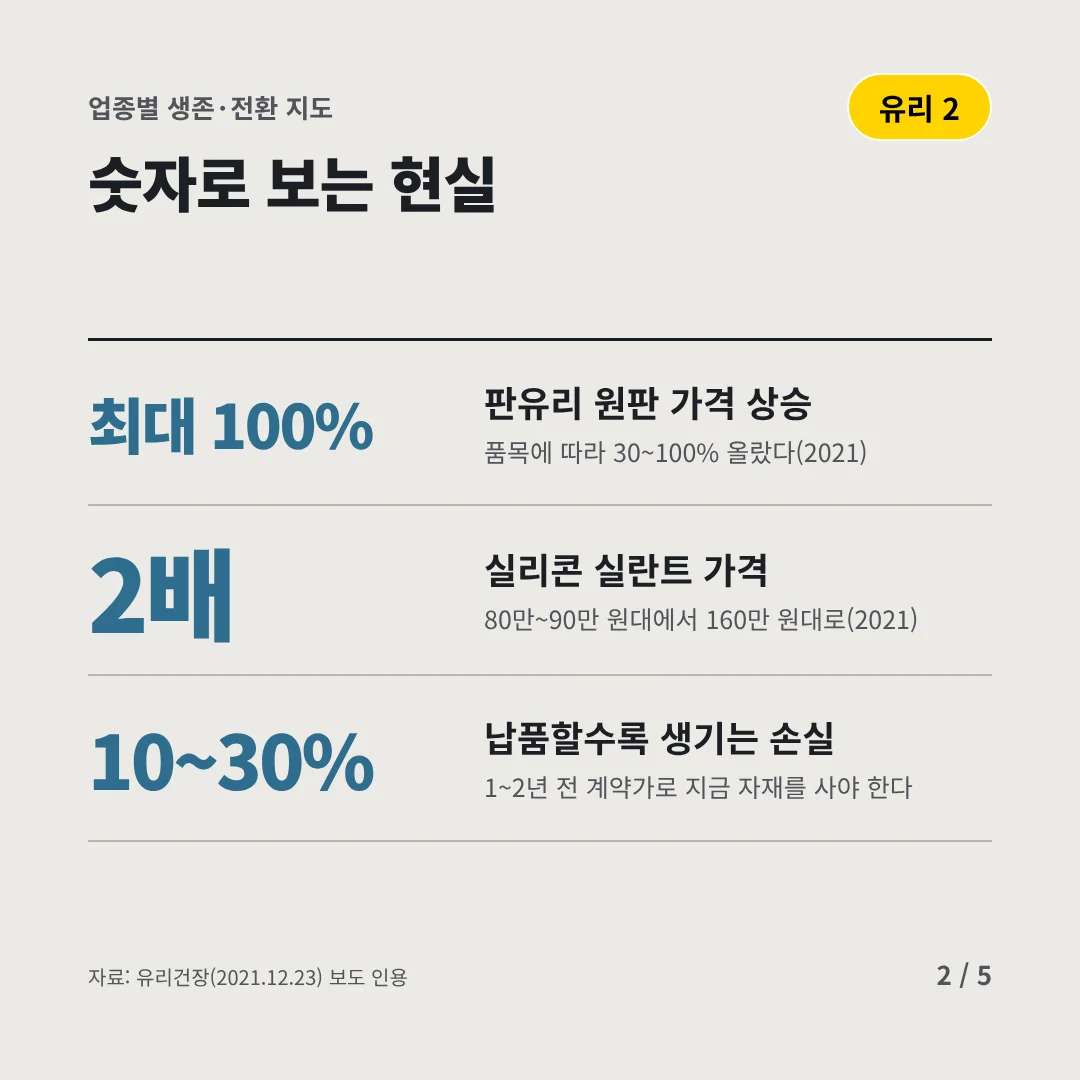 업종별 생존·전환 지도
유리 2
숫자로 보는 현실
최대 100%
판유리 원판 가격 상승
품목에 따라 30~100% 올랐다(2021)
2배
실리콘 실란트 가격
80만~90만 원대에서 160만 원대로(2021)
10~30%
납품할수록 생기는 손실
1~2년 전 계약가로 지금 자재를 사야 한다
자료: 유리건장(2021.12.23) 보도 인용
2 / 5